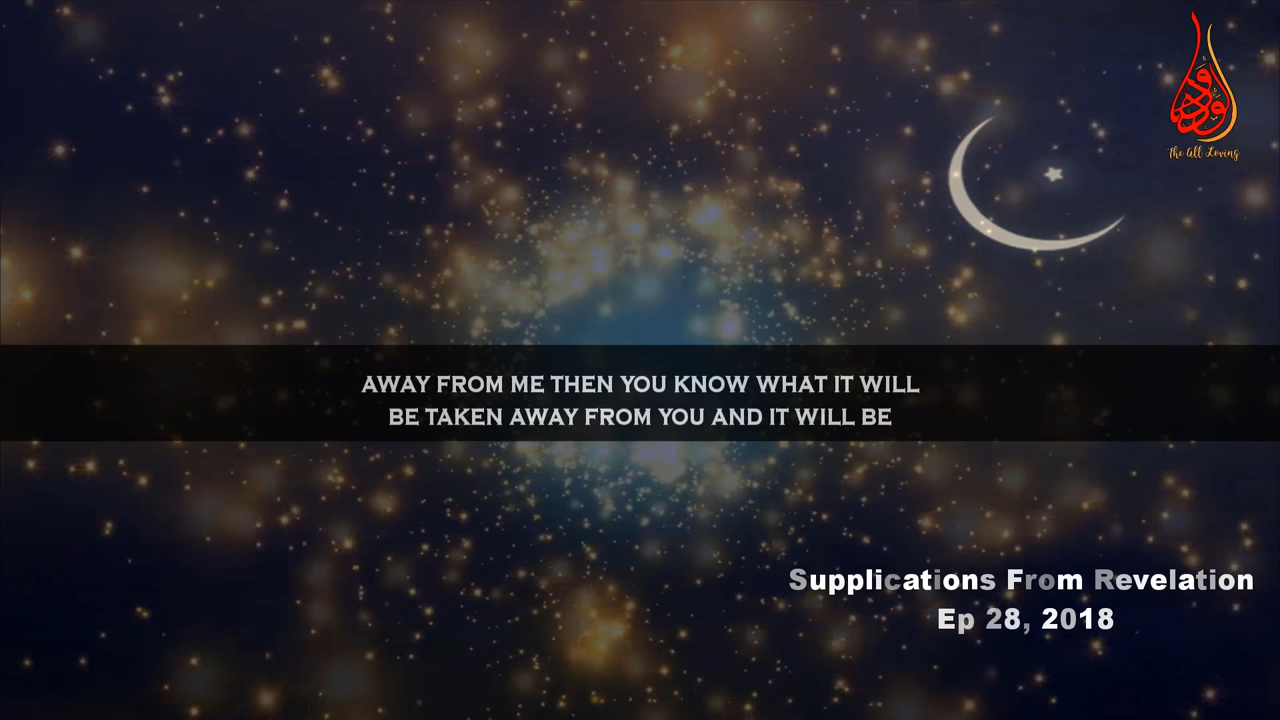 The All Loving
AWAY FROM ME THEN YOU KNOW WHAT IT WILL
BE TAKEN AWAY FROM YOU AND IT WILL BE
Supplications From Revelation
Ep 28, 2018